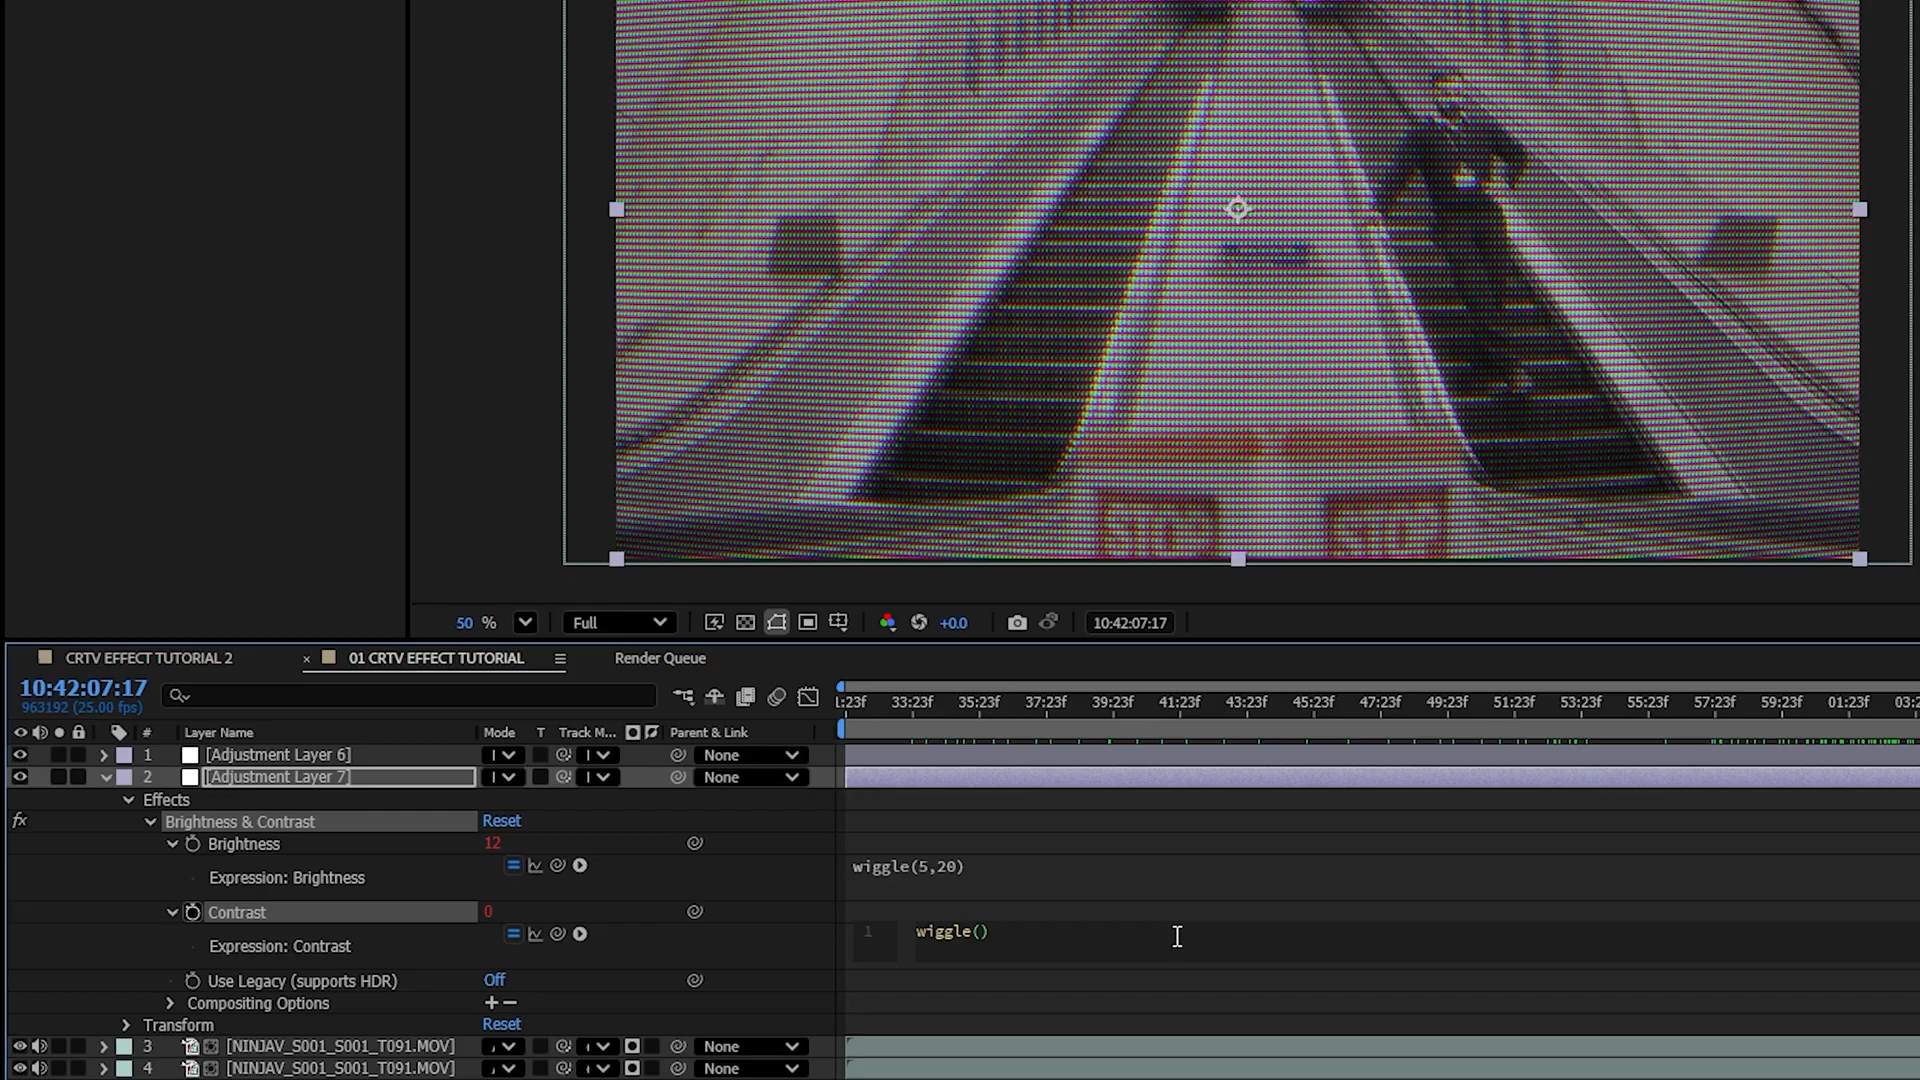 50 %
Full
+0.0
10:42:07:17
CRTV EFFECT TUTORIAL 2
× 01 CRTV EFFECT TUTORIAL
Render Queue
10:42:07:17
963192 (25.00 fps)
:23f 33:23f 35:23f 37:23f 39:23f 41:23f 43:23f 45:23f 47:23f 49:23f 51:23f 53:23f 55:23f 57:23f 59:23f 01:23f 03:2
# Layer Name Mode T Track M... Parent & Link
1 [Adjustment Layer 6] None
2 [Adjustment Layer 7] None
Effects
fx Brightness & Contrast Reset
Brightness 12
Expression: Brightness wiggle(5,20)
Contrast 0
Expression: Contrast 1 wiggle()
Use Legacy (supports HDR) Off
Compositing Options + −
Transform Reset
3 [NINJAV_S001_S001_T091.MOV] None
4 [NINJAV_S001_S001_T091.MOV] None